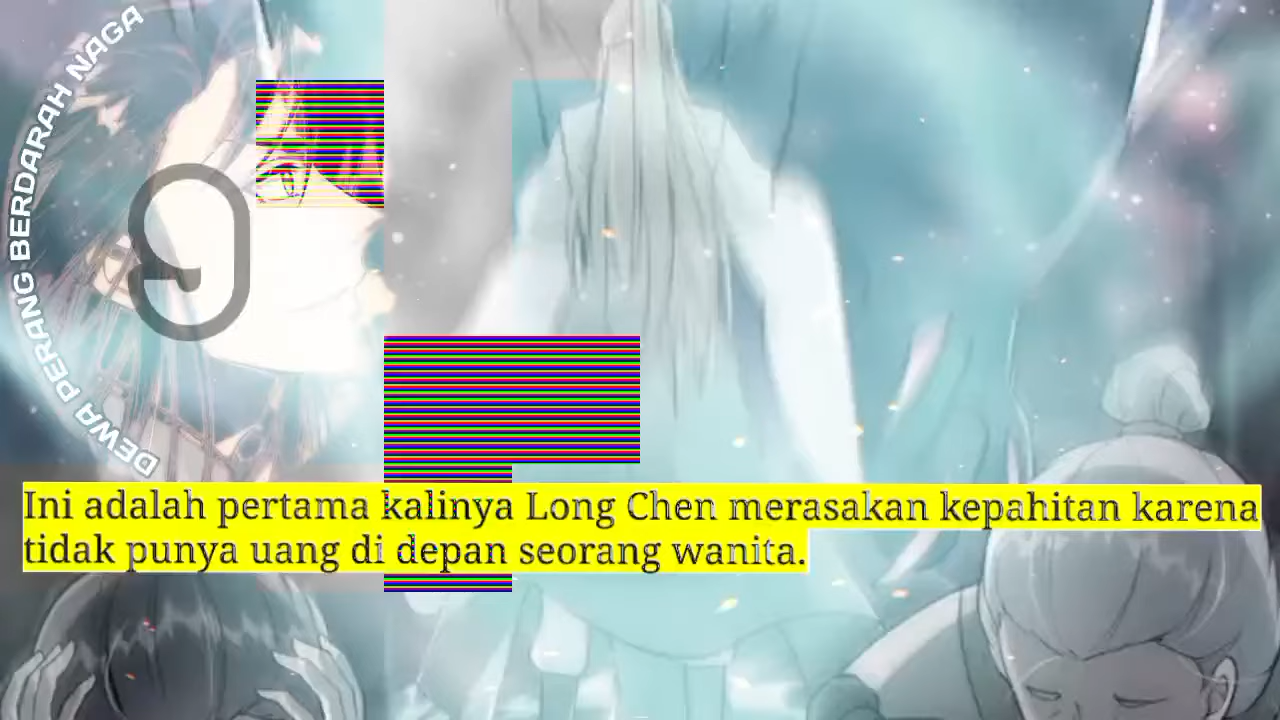 DEWA PERANG BERDARAH NAGA
9
Ini adalah pertama kalinya Long Chen merasakan kepahitan karena
tidak punya uang di depan seorang wanita.